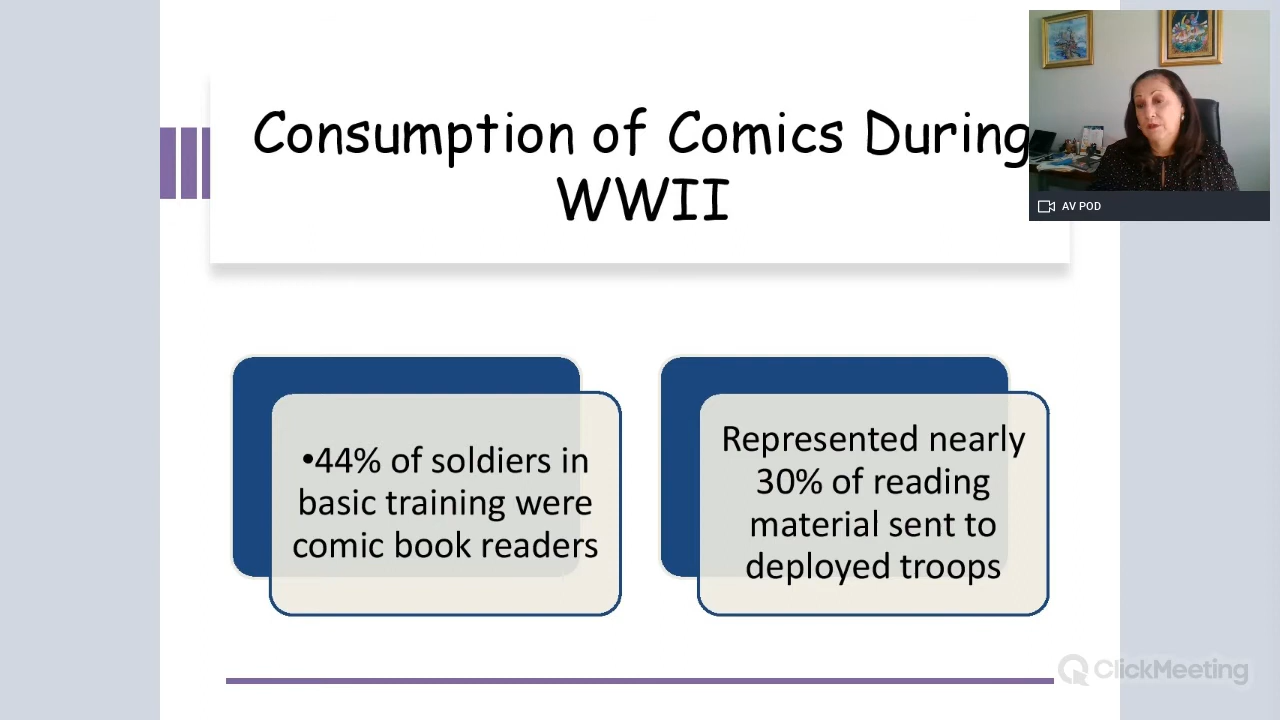 Consumption of Comics During
WWII
AV POD
•44% of soldiers in
basic training were
comic book readers
Represented nearly
30% of reading
material sent to
deployed troops
ClickMeeting